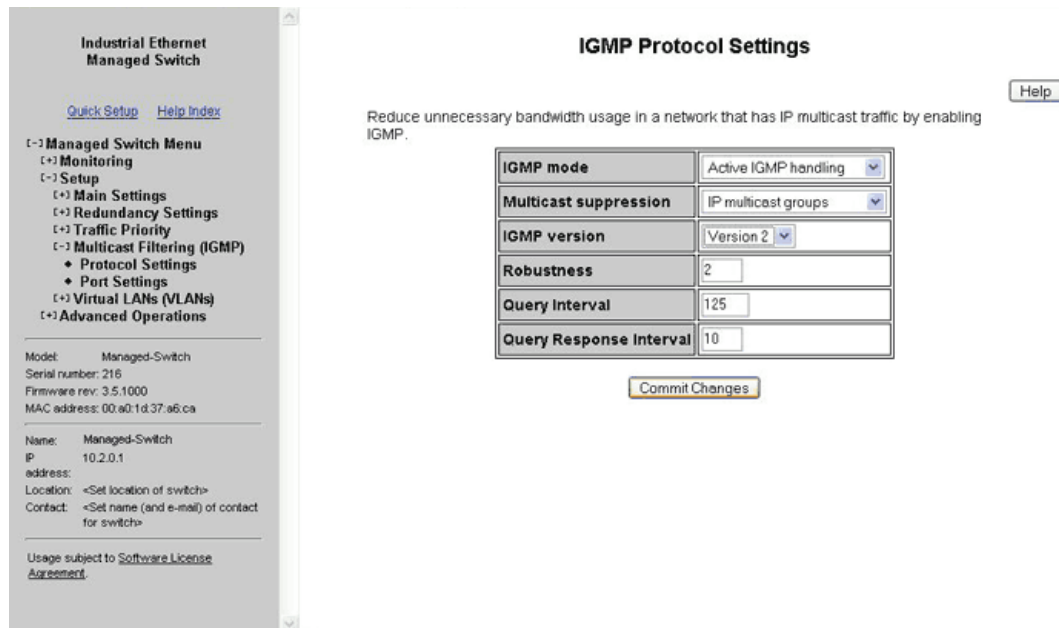 Industrial Ethernet
Managed Switch
Quick Setup Help Index
[-] Managed Switch Menu
[+] Monitoring
[-] Setup
[+] Main Settings
[+] Redundancy Settings
[+] Traffic Priority
[-] Multicast Filtering (IGMP)
◆ Protocol Settings
◆ Port Settings
[+] Virtual LANs (VLANs)
[+] Advanced Operations
Model: Managed-Switch
Serial number: 216
Firmware rev: 3.5.1000
MAC address: 00:a0:1d:37:a6:ca
Name: Managed-Switch
IP address: 10.2.0.1
Location: <Set location of switch>
Contact: <Set name (and e-mail) of contact
for switch>
Usage subject to Software License
Agreement.
IGMP Protocol Settings
Help
Reduce unnecessary bandwidth usage in a network that has IP multicast traffic by enabling
IGMP.
IGMP mode Active IGMP handling
Multicast suppression IP multicast groups
IGMP version Version 2
Robustness 2
Query Interval 125
Query Response Interval 10
Commit Changes